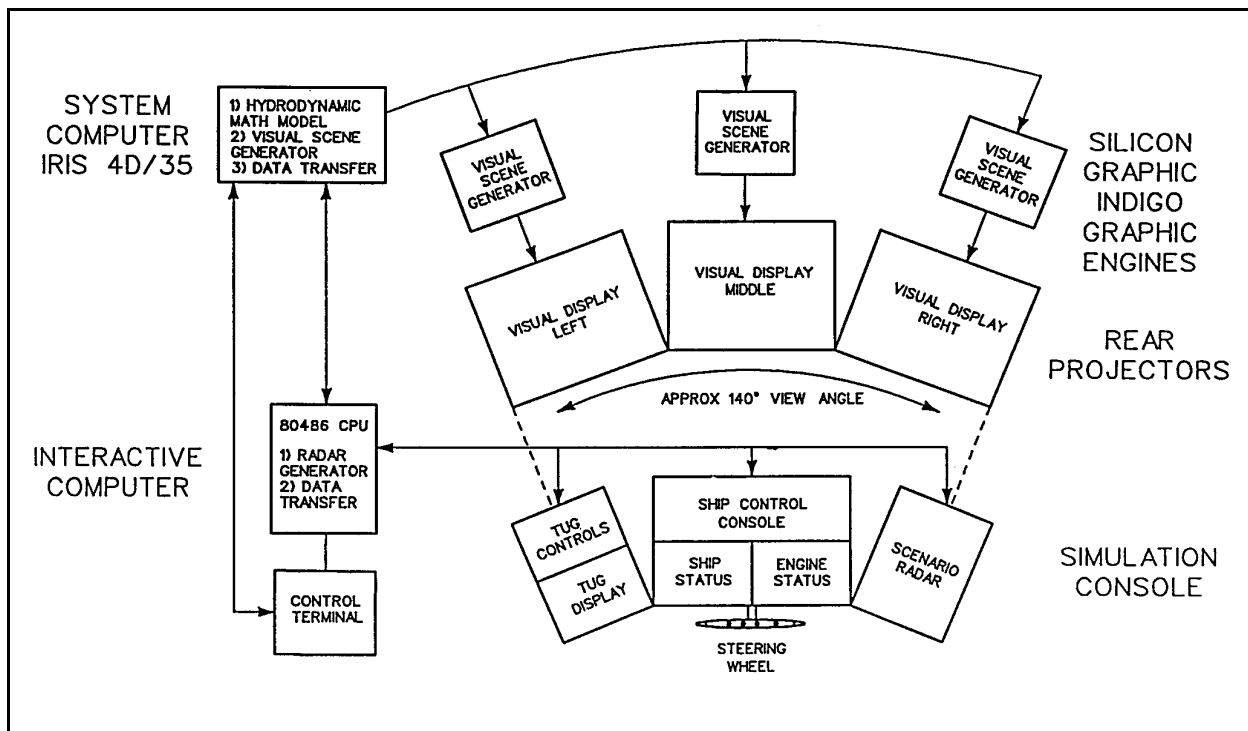 SYSTEM
COMPUTER
IRIS 4D/35
1) HYDRODYNAMIC
MATH MODEL
2) VISUAL SCENE
GENERATOR
3) DATA TRANSFER
VISUAL
SCENE
GENERATOR
VISUAL
SCENE
GENERATOR
VISUAL
SCENE
GENERATOR
SILICON
GRAPHIC
INDIGO
GRAPHIC
ENGINES
VISUAL DISPLAY
LEFT
VISUAL DISPLAY
MIDDLE
VISUAL DISPLAY
RIGHT
REAR
PROJECTORS
APPROX 140° VIEW ANGLE
INTERACTIVE
COMPUTER
80486 CPU
1) RADAR
GENERATOR
2) DATA
TRANSFER
CONTROL
TERMINAL
TUG
CONTROLS
TUG
DISPLAY
SHIP CONTROL
CONSOLE
SHIP
STATUS
ENGINE
STATUS
SCENARIO
RADAR
STEERING
WHEEL
SIMULATION
CONSOLE